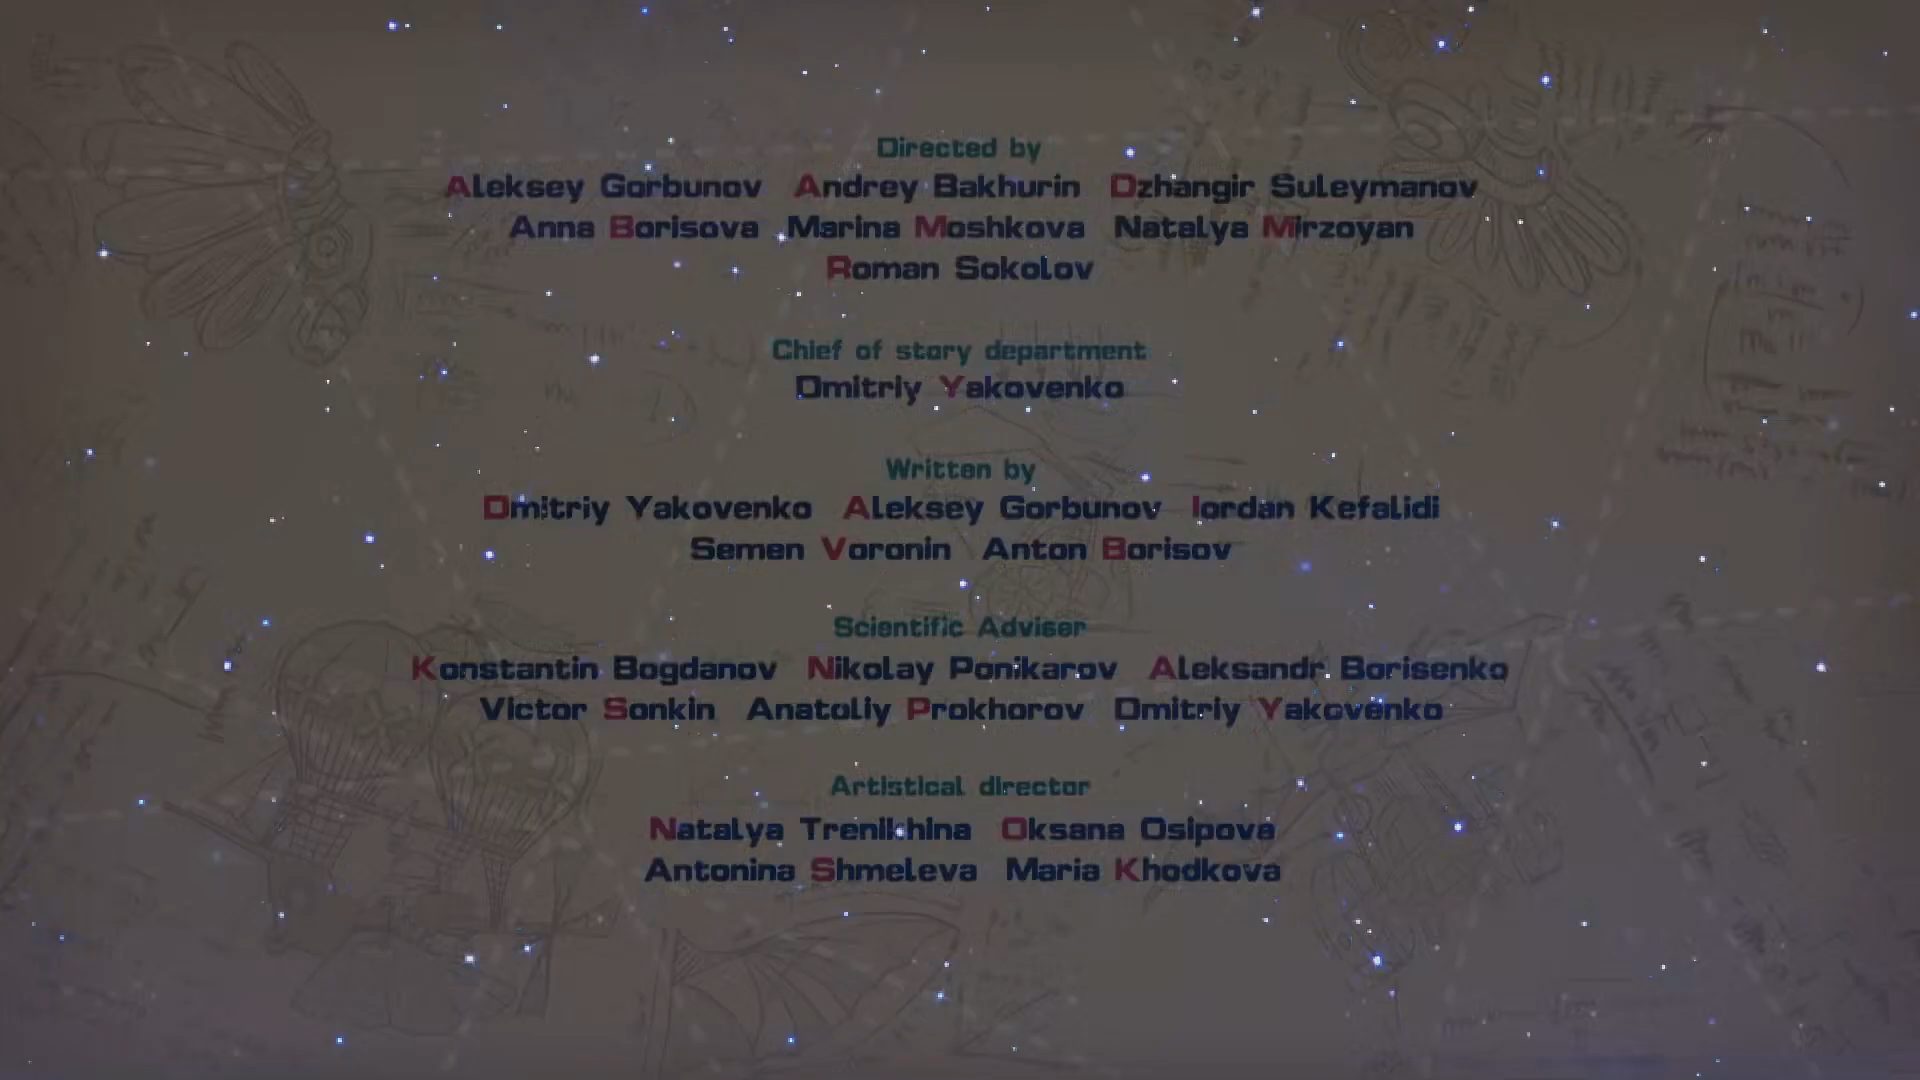 Directed by
Aleksey Gorbunov Andrey Bakhurin Dzhangir Suleymanov
Anna Borisova Marina Moshkova Natalya Mirzoyan
Roman Sokolov
Chief of story department
Dmitriy Yakovenko
Written by
Dmitriy Yakovenko Aleksey Gorbunov Iordan Kefalidi
Semen Voronin Anton Borisov
Scientific Adviser
Konstantin Bogdanov Nikolay Ponikarov Aleksandr Borisenko
Victor Sonkin Anatoliy Prokhorov Dmitriy Yakovenko
Artistical director
Natalya Trenikhina Oksana Osipova
Antonina Shmeleva Maria Khodkova